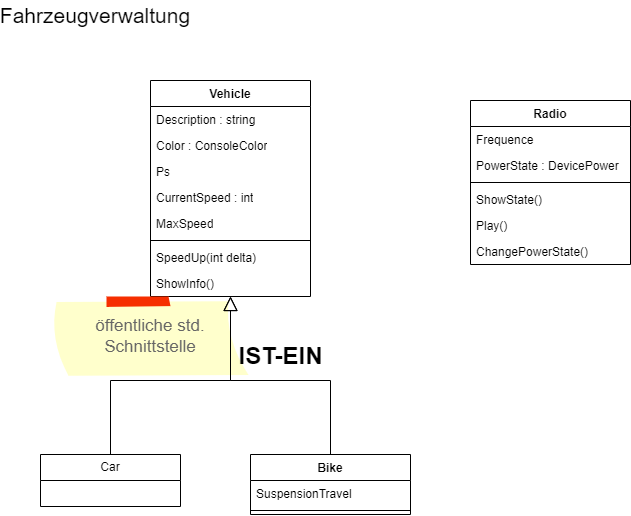 Fahrzeugverwaltung
Vehicle
Description : string
Color : ConsoleColor
Ps
CurrentSpeed : int
MaxSpeed
SpeedUp(int delta)
ShowInfo()
Radio
Frequence
PowerState : DevicePower
ShowState()
Play()
ChangePowerState()
öffentliche std.
Schnittstelle
IST-EIN
Car
Bike
SuspensionTravel